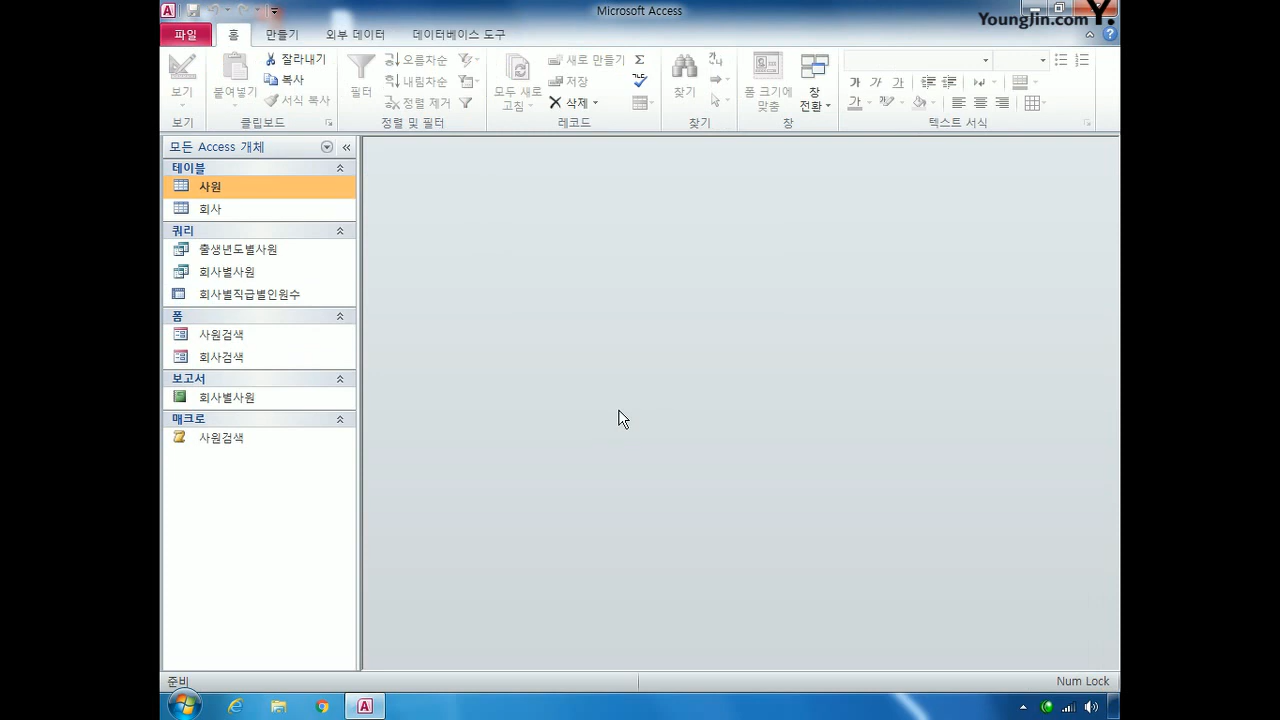 Microsoft Access
YoungJin.com Y.
파일 홈 만들기 외부 데이터 데이터베이스 도구
보기
보기
붙여넣기
잘라내기
복사
서식 복사
클립보드
필터
오름차순
내림차순
정렬 제거
정렬 및 필터
모두 새로
고침
새로 만들기
저장
삭제
레코드
찾기
찾기
폼 크기에
맞춤
창
전환
창
가 가 가
가
텍스트 서식
모든 Access 개체
테이블
사원
회사
쿼리
출생년도별사원
회사별사원
회사별직급별인원수
폼
사원검색
회사검색
보고서
회사별사원
매크로
사원검색
준비
Num Lock